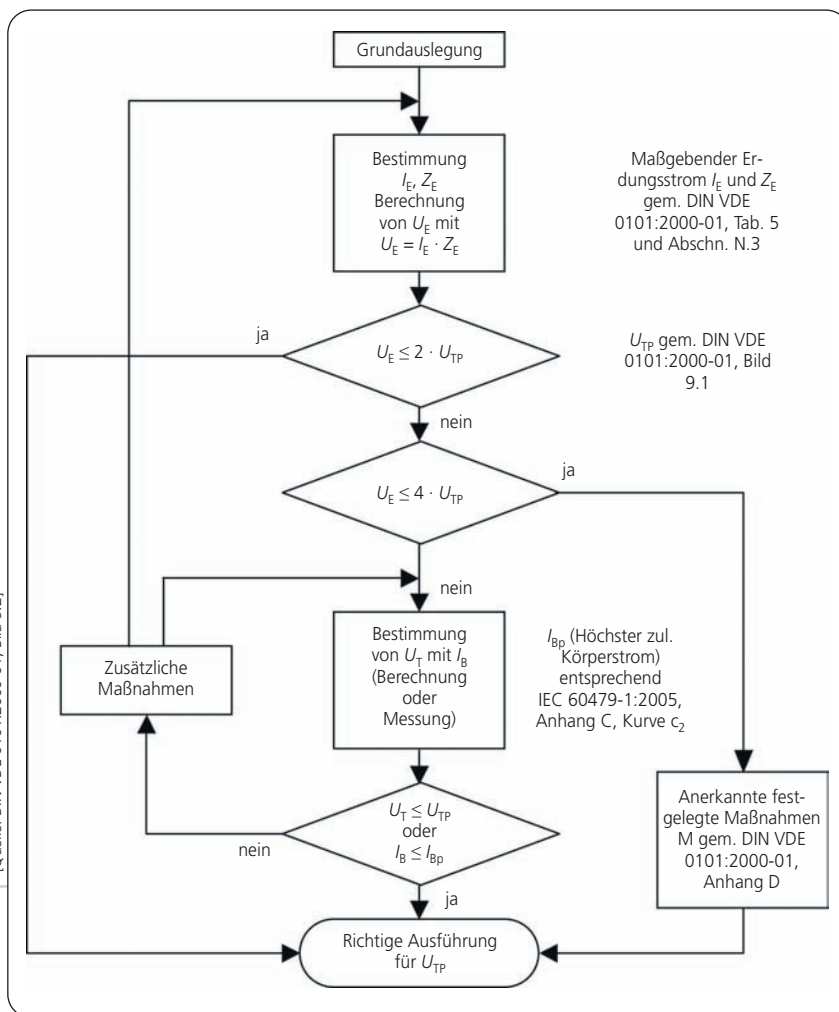 Grundauslegung
Bestimmung
I_E, Z_E
Berechnung
von U_E mit
U_E = I_E · Z_E
Maßgebender Er-
dungsstrom I_E und Z_E
gem. DIN VDE
0101:2000-01, Tab. 5
und Abschn. N.3
ja
U_E ≤ 2 · U_TP
U_TP gem. DIN VDE
0101:2000-01, Bild
9.1
nein
ja
U_E ≤ 4 · U_TP
nein
Zusätzliche
Maßnahmen
Bestimmung
von U_T mit I_B
(Berechnung
oder
Messung)
I_Bp (Höchster zul.
Körperstrom)
entsprechend
IEC 60479-1:2005,
Anhang C, Kurve c_2
U_T ≤ U_TP
oder
I_B ≤ I_Bp
nein
ja
Anerkannte fest-
gelegte Maßnahmen
M gem. DIN VDE
0101:2000-01,
Anhang D
Richtige Ausführung
für U_TP